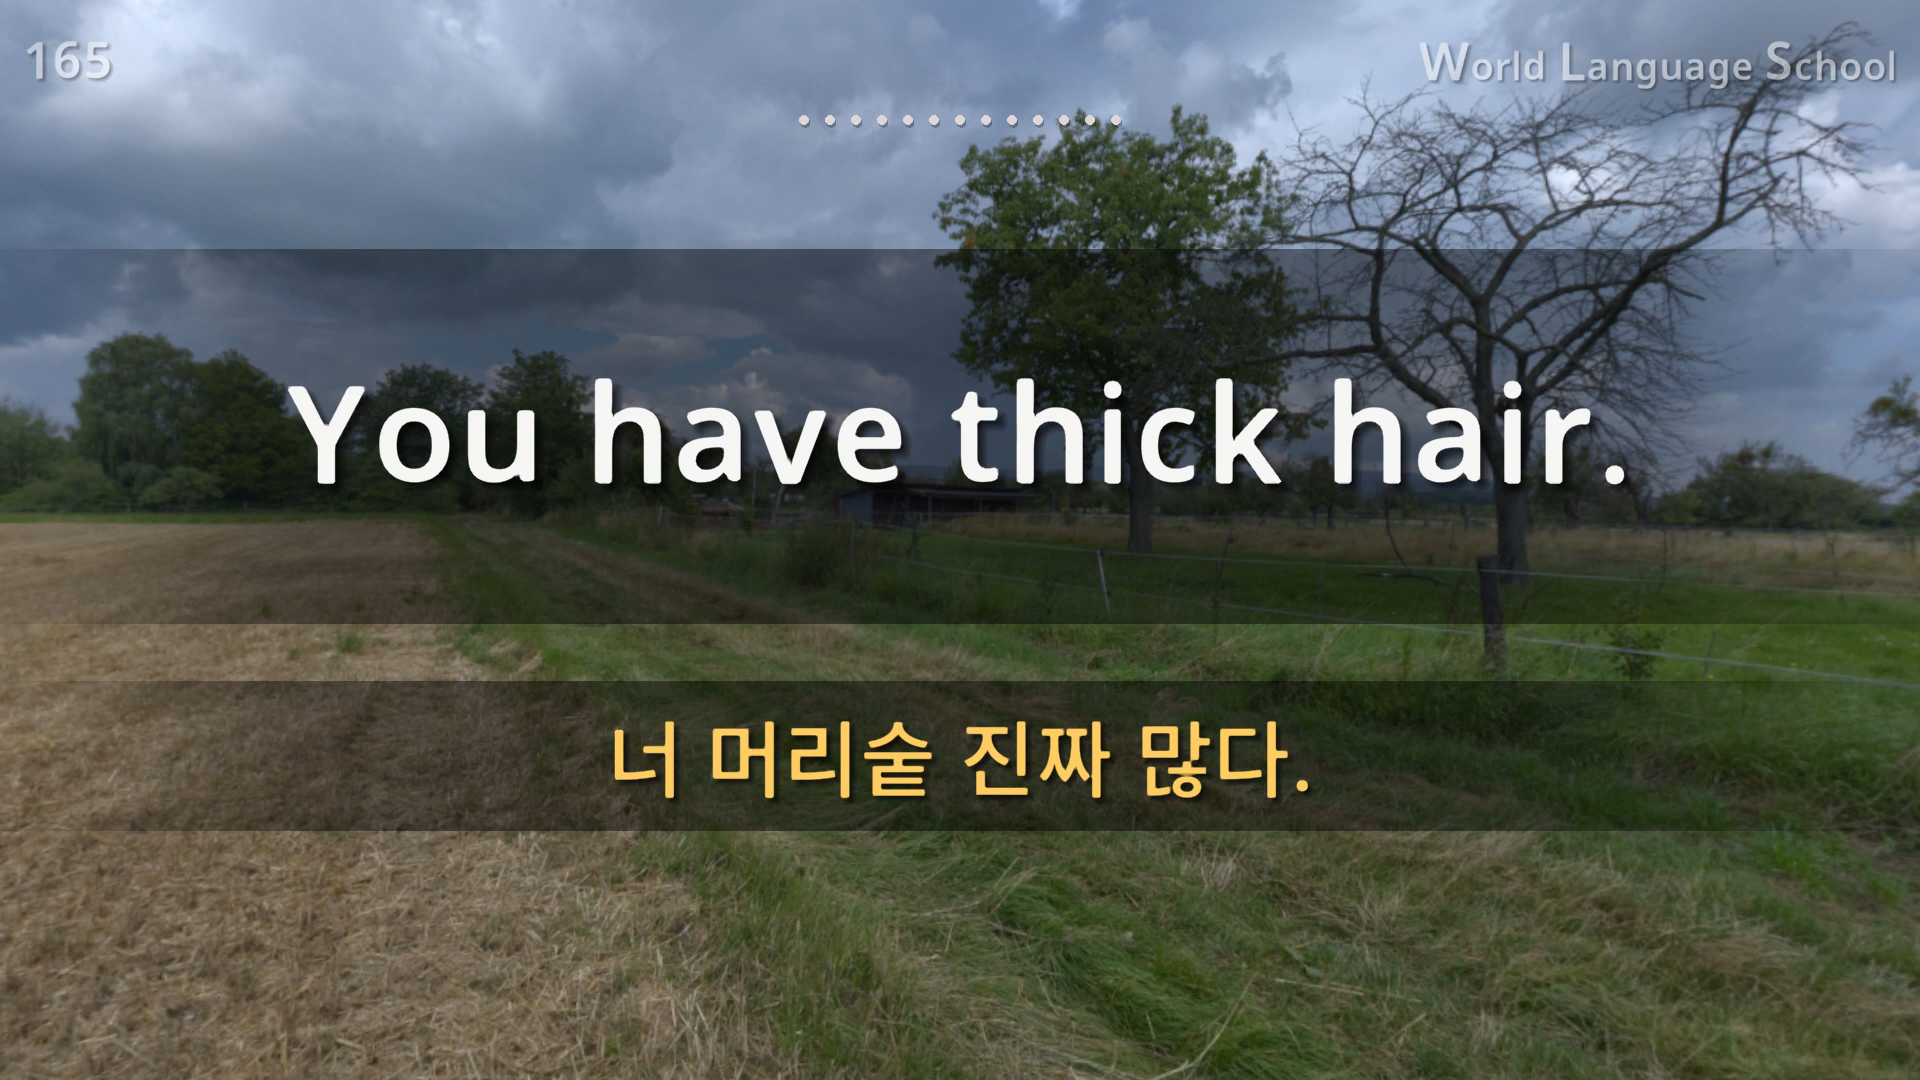 165
World Language School
You have thick hair.
너 머리숱 진짜 많다.